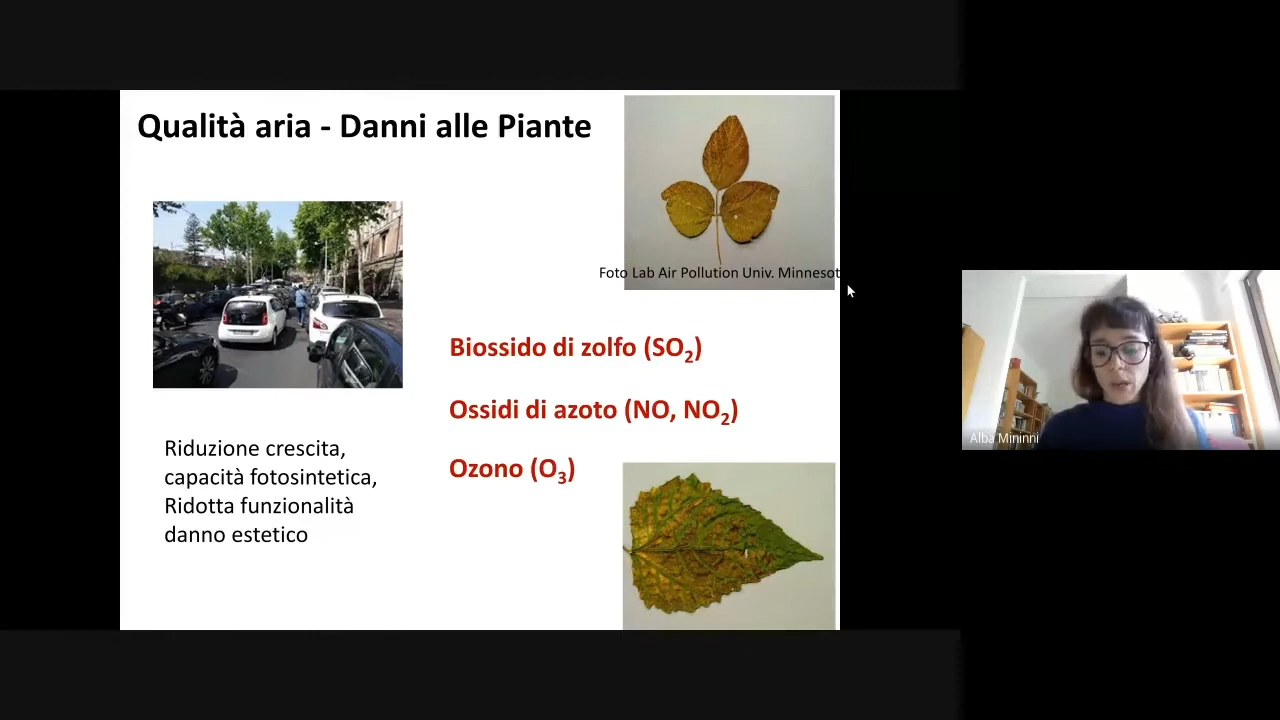 Qualità aria - Danni alle Piante
Foto Lab Air Pollution Univ. Minnesot
Biossido di zolfo (SO₂)
Ossidi di azoto (NO, NO₂)
Ozono (O₃)
Riduzione crescita,
capacità fotosintetica,
Ridotta funzionalità
danno estetico
Alba Mininni